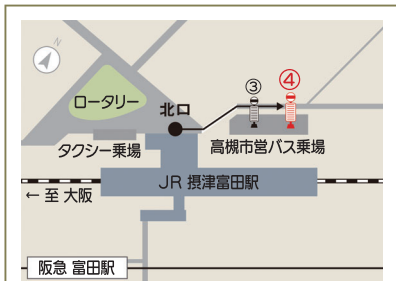 N
ロータリー
北口
③
④
タクシー乗場
高槻市営バス乗場
JR 摂津富田駅
← 至 大阪
阪急 富田駅